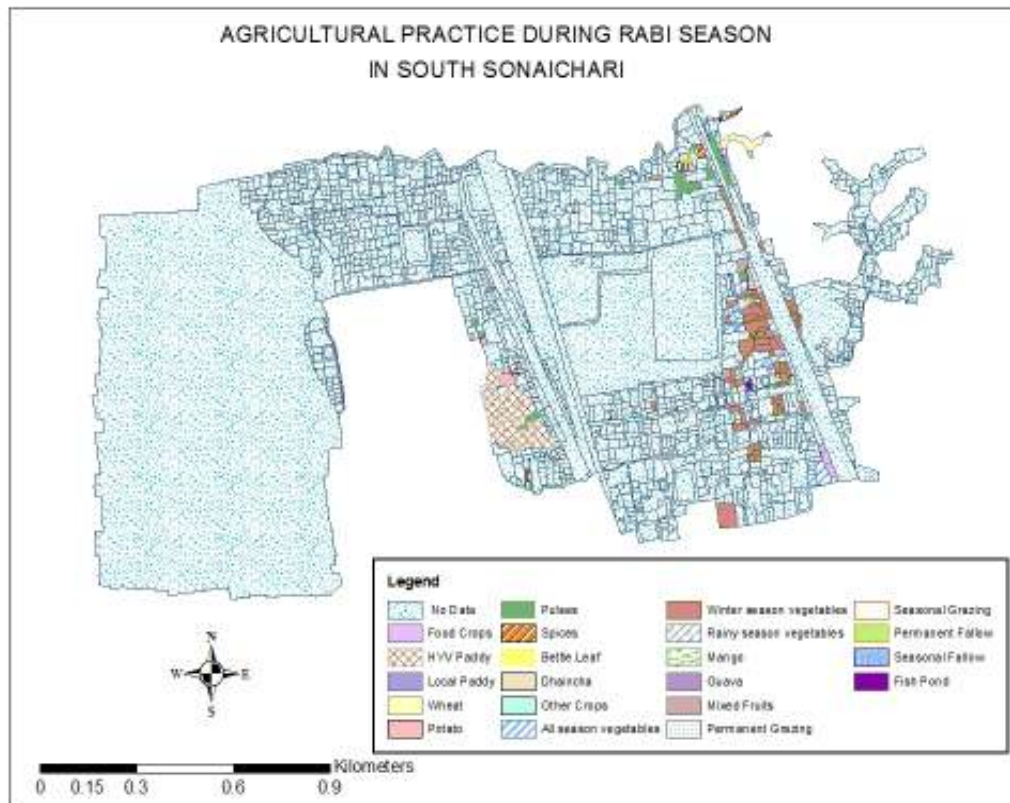 AGRICULTURAL PRACTICE DURING RABI SEASON
IN SOUTH SONAICHARI
Legend
No Data
Food Crops
HYV Paddy
Local Paddy
Wheat
Potato
Pulses
Spices
Bettle Leaf
Dhaincha
Other Crops
All season vegetables
Winter season vegetables
Rainy season vegetables
Mango
Guava
Mixed Fruits
Permanent Grazing
Seasonal Grazing
Permanent Fallow
Seasonal Fallow
Fish Pond
N
W E
S
Kilometers
0 0.15 0.3 0.6 0.9